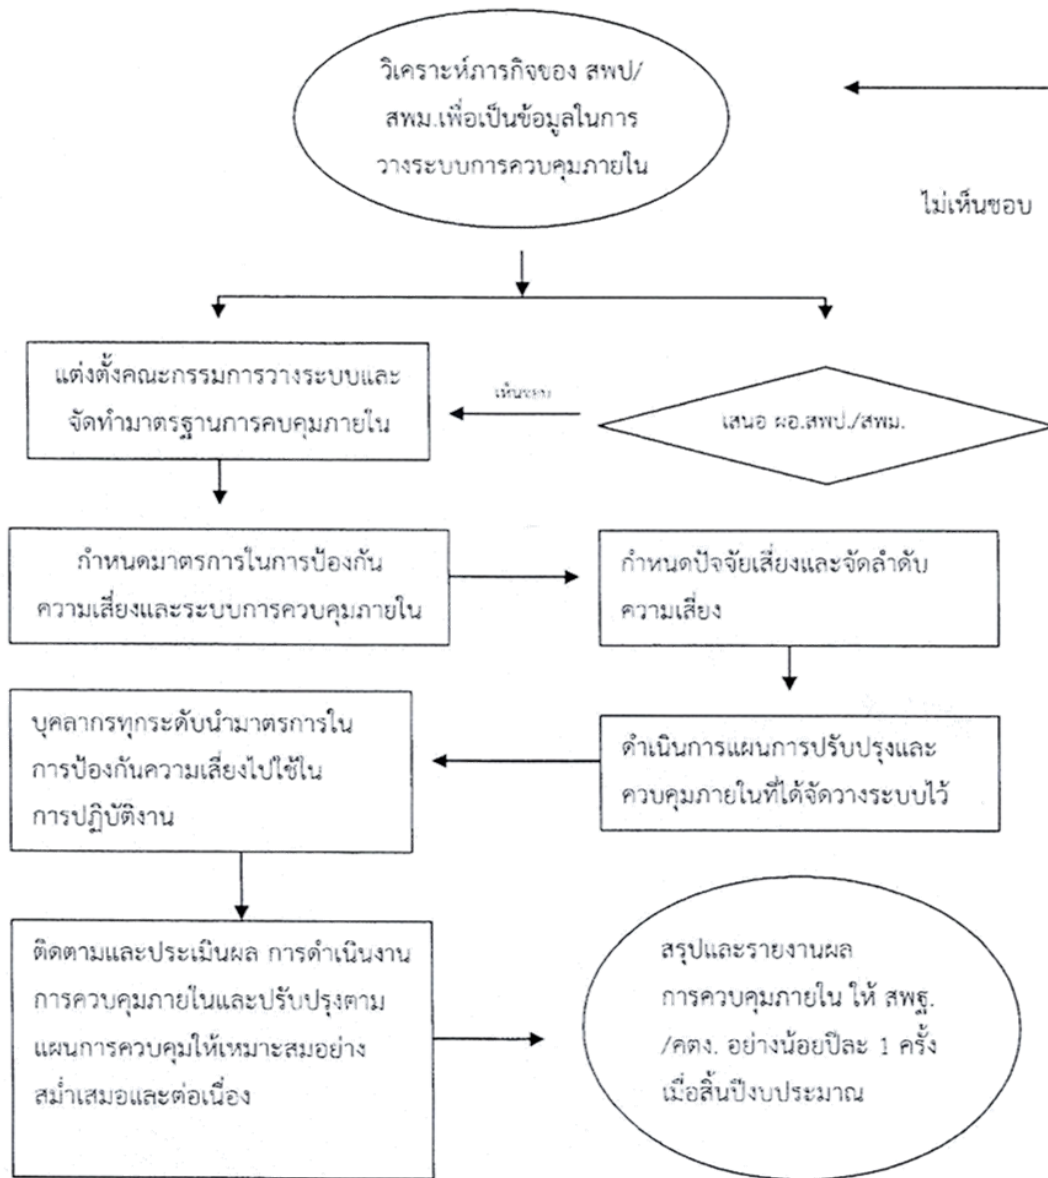 วิเคราะห์ภารกิจของ สพป/
สพม.เพื่อเป็นข้อมูลในการ
วางระบบการควบคุมภายใน
ไม่เห็นชอบ
แต่งตั้งคณะกรรมการวางระบบและ
จัดทำมาตรฐานการคบคุมภายใน
เห็นชอบ
เสนอ ผอ.สพป./สพม.
กำหนดมาตรการในการป้องกัน
ความเสี่ยงและระบบการควบคุมภายใน
กำหนดปัจจัยเสี่ยงและจัดลำดับ
ความเสี่ยง
บุคลากรทุกระดับนำมาตรการใน
การป้องกันความเสี่ยงไปใช้ใน
การปฏิบัติงาน
ดำเนินการแผนการปรับปรุงและ
ควบคุมภายในที่ได้จัดวางระบบไว้
ติดตามและประเมินผล การดำเนินงาน
การควบคุมภายในและปรับปรุงตาม
แผนการควบคุมให้เหมาะสมอย่าง
สม่ำเสมอและต่อเนื่อง
สรุปและรายงานผล
การควบคุมภายใน ให้ สพฐ.
/คตง. อย่างน้อยปีละ 1 ครั้ง
เมื่อสิ้นปีงบประมาณ